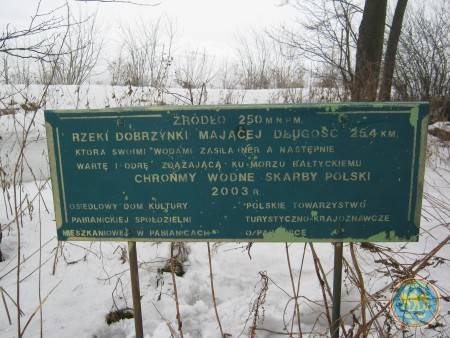 ŹRÓDŁO 250 M N.P.M.
RZEKI DOBRZYNKI MAJĄCEJ DŁUGOŚĆ 25.4 KM,
KTÓRA SWOIMI WODAMI ZASILA NER A NASTĘPNIE
WARTĘ I ODRĘ ZDĄŻAJĄCĄ KU MORZU BAŁTYCKIEMU
CHROŃMY WODNE SKARBY POLSKI
2003 R.
OSIEDLOWY DOM KULTURY
PABIANICKIEJ SPÓŁDZIELNI
MIESZKANIOWEJ W PABIANICACH
POLSKIE TOWARZYSTWO
TURYSTYCZNO-KRAJOZNAWCZE